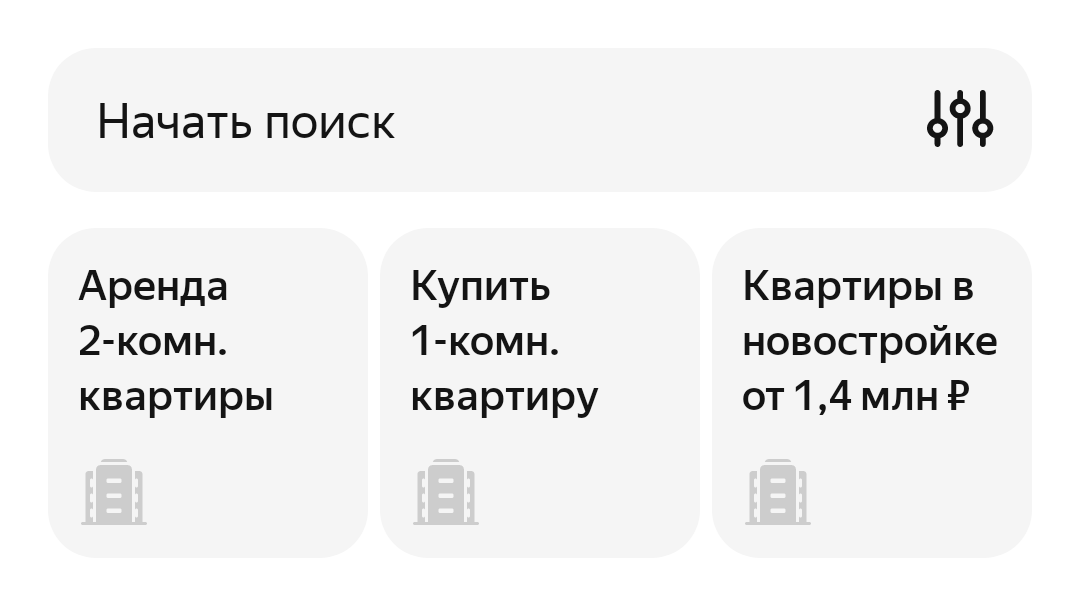 Начать поиск
Аренда
2-комн.
квартиры
Купить
1-комн.
квартиру
Квартиры в
новостройке
от 1,4 млн ₽